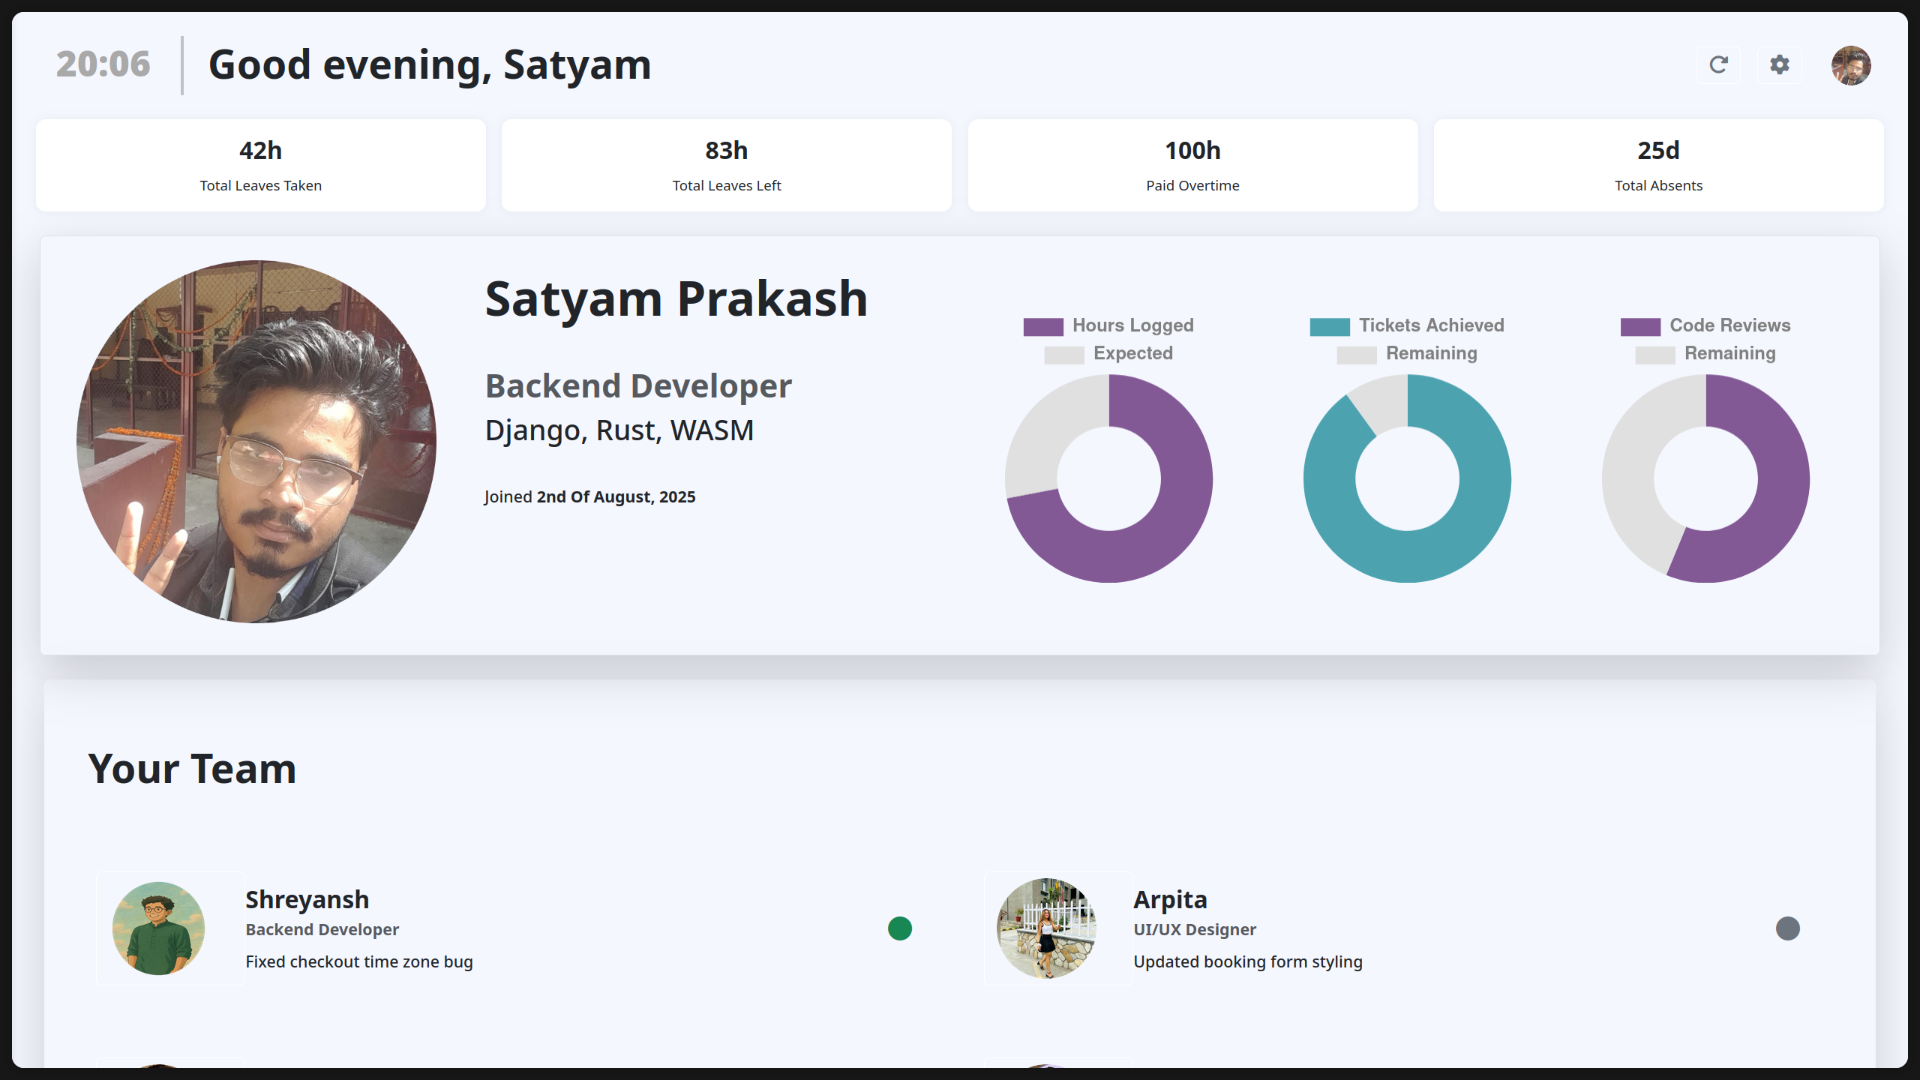 20:06
Good evening, Satyam
42h
Total Leaves Taken
83h
Total Leaves Left
100h
Paid Overtime
25d
Total Absents
Satyam Prakash
Backend Developer
Django, Rust, WASM
Joined 2nd Of August, 2025
Hours Logged
Expected
Tickets Achieved
Remaining
Code Reviews
Remaining
Your Team
Shreyansh
Backend Developer
Fixed checkout time zone bug
Arpita
UI/UX Designer
Updated booking form styling